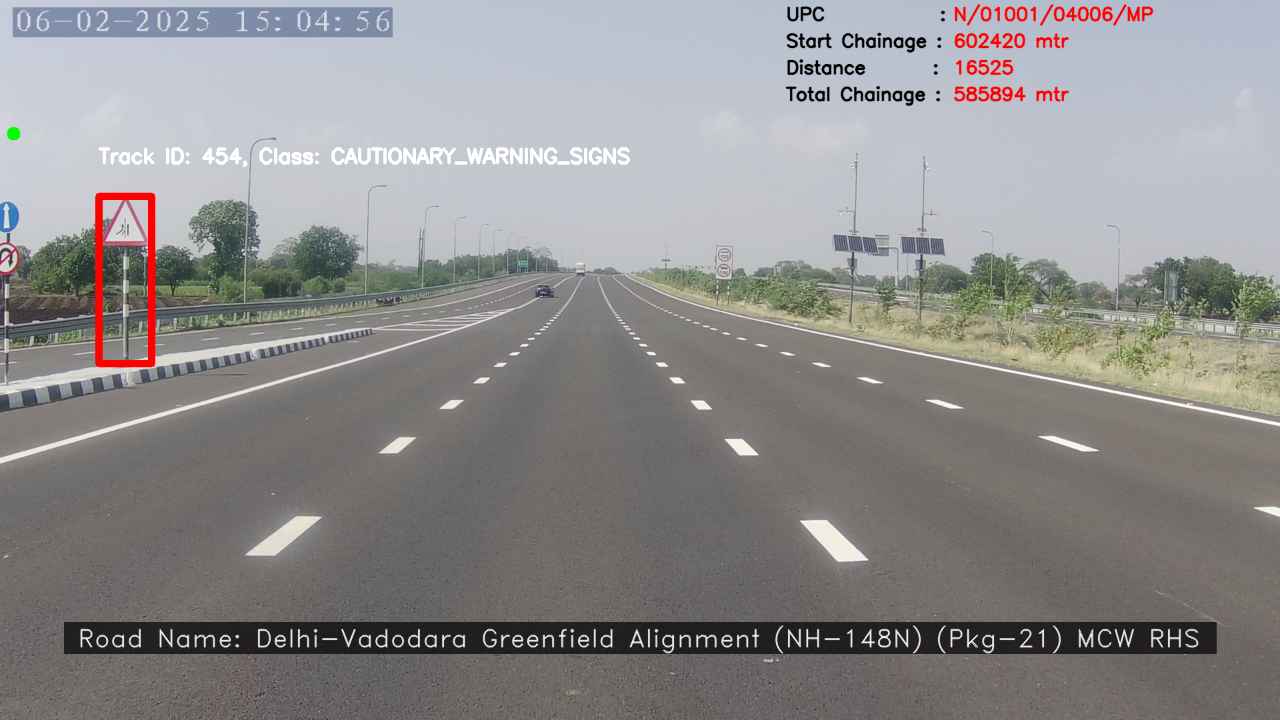 06-02-2025 15:04:56
UPC : N/01001/04006/MP
Start Chainage : 602420 mtr
Distance : 16525
Total Chainage : 585894 mtr
Track ID: 454, Class: CAUTIONARY_WARNING_SIGNS
Road Name: Delhi-Vadodara Greenfield Alignment (NH-148N) (Pkg-21) MCW RHS